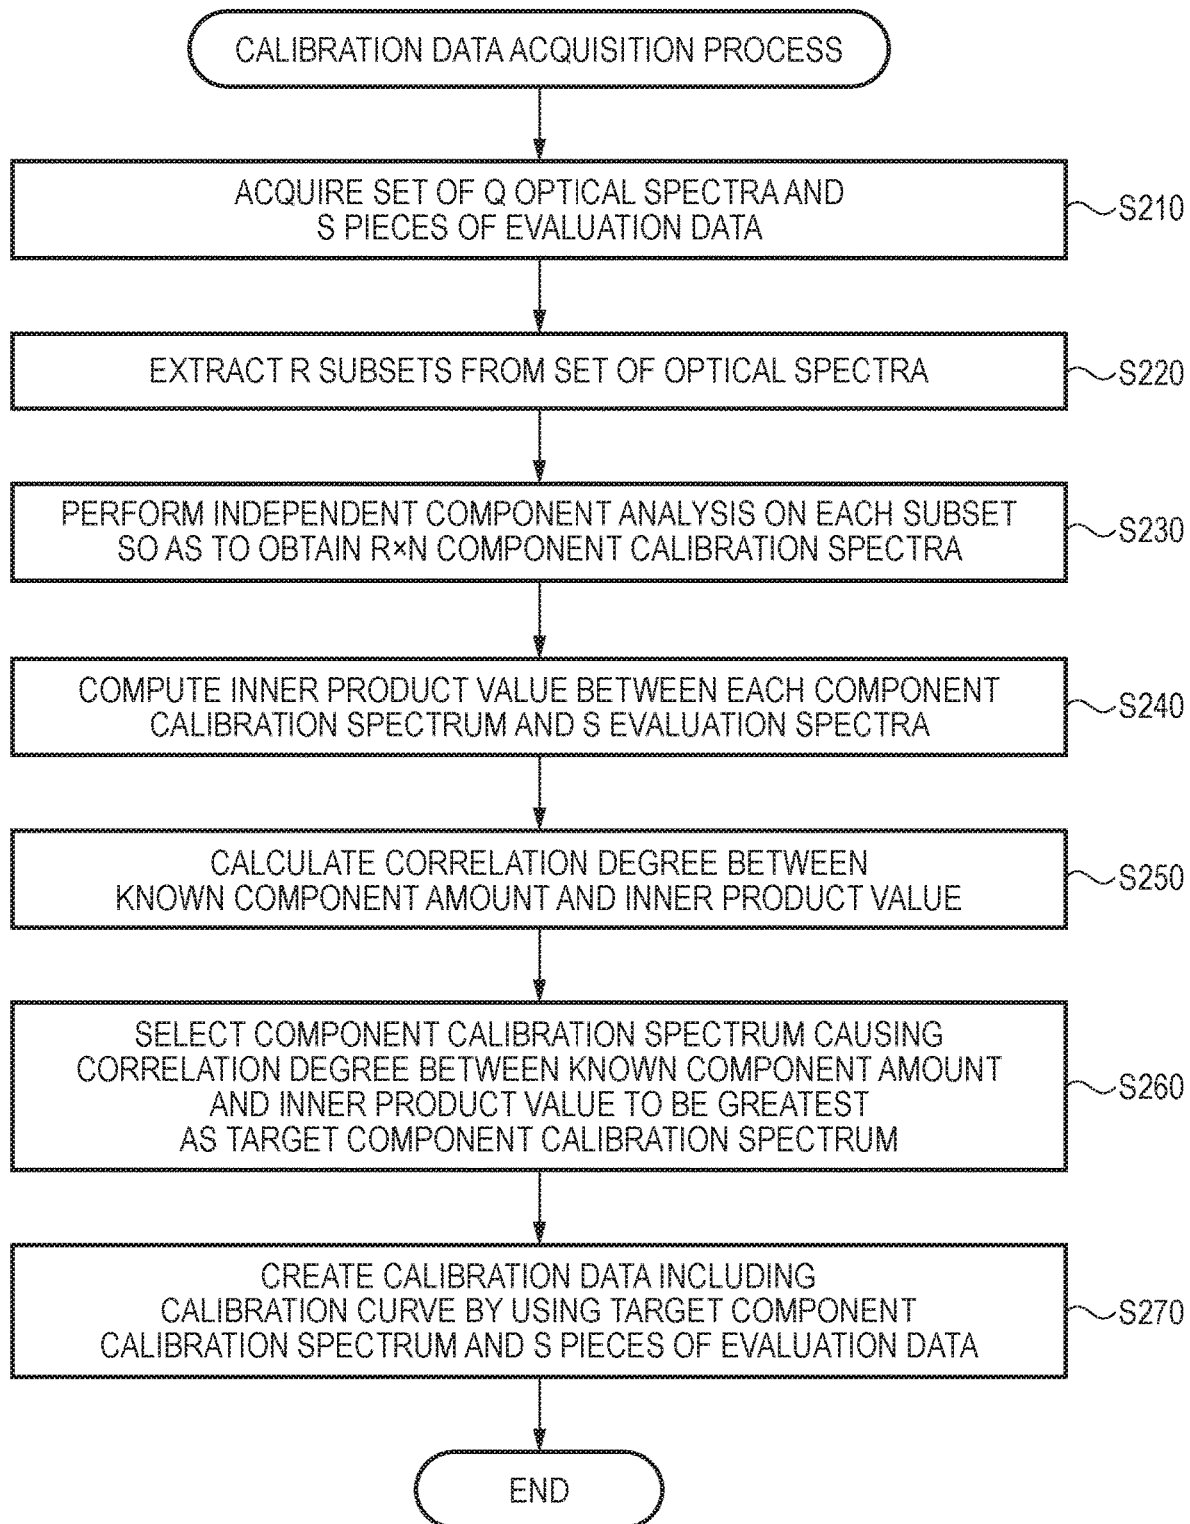 CALIBRATION DATA ACQUISITION PROCESS
ACQUIRE SET OF Q OPTICAL SPECTRA AND
S PIECES OF EVALUATION DATA
S210
EXTRACT R SUBSETS FROM SET OF OPTICAL SPECTRA
S220
PERFORM INDEPENDENT COMPONENT ANALYSIS ON EACH SUBSET
SO AS TO OBTAIN R×N COMPONENT CALIBRATION SPECTRA
S230
COMPUTE INNER PRODUCT VALUE BETWEEN EACH COMPONENT
CALIBRATION SPECTRUM AND S EVALUATION SPECTRA
S240
CALCULATE CORRELATION DEGREE BETWEEN
KNOWN COMPONENT AMOUNT AND INNER PRODUCT VALUE
S250
SELECT COMPONENT CALIBRATION SPECTRUM CAUSING
CORRELATION DEGREE BETWEEN KNOWN COMPONENT AMOUNT
AND INNER PRODUCT VALUE TO BE GREATEST
AS TARGET COMPONENT CALIBRATION SPECTRUM
S260
CREATE CALIBRATION DATA INCLUDING
CALIBRATION CURVE BY USING TARGET COMPONENT
CALIBRATION SPECTRUM AND S PIECES OF EVALUATION DATA
S270
END